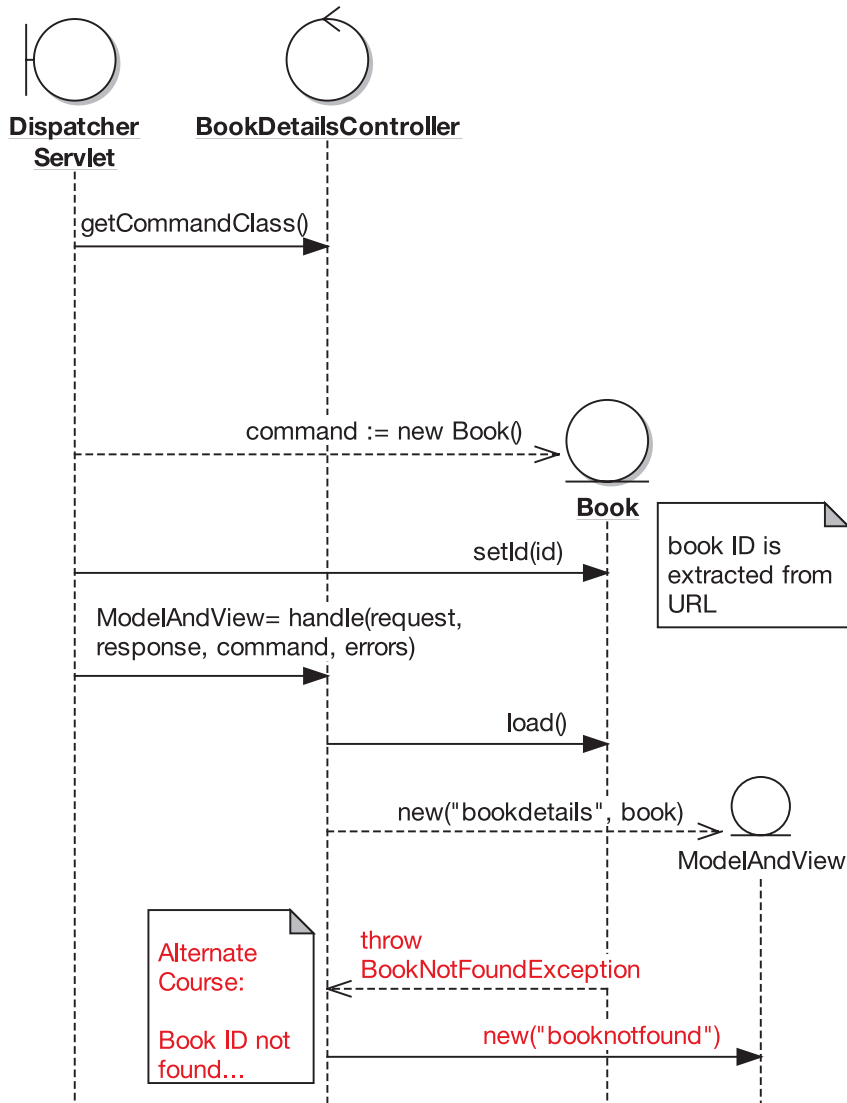 Dispatcher
Servlet
BookDetailsController
getCommandClass()
command := new Book()
Book
book ID is
extracted from
URL
setId(id)
ModelAndView= handle(request,
response, command, errors)
load()
new("bookdetails", book)
ModelAndView
Alternate
Course:
Book ID not
found...
throw
BookNotFoundException
new("booknotfound")